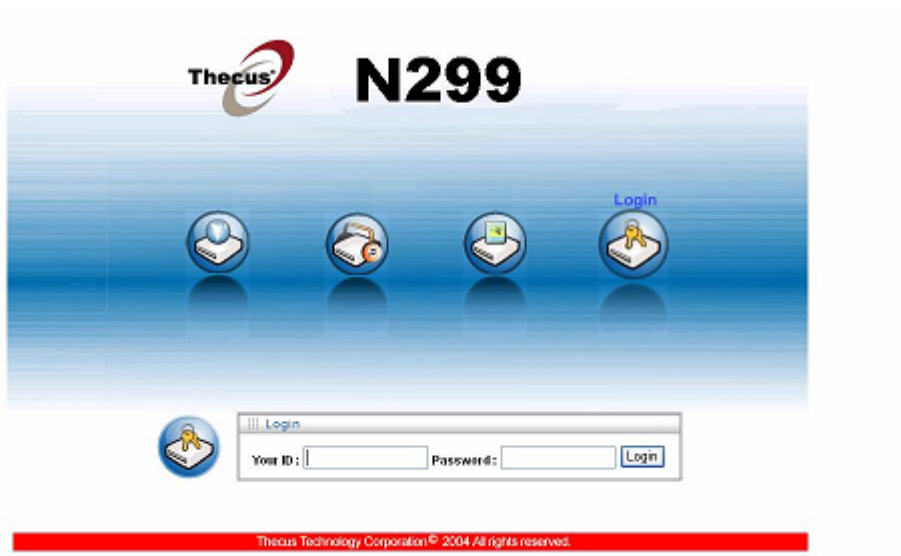 Thecus®
N299
Login
Login
Your ID :
Password :
Login
Thecus Technology Corporation© 2004 All rights reserved.